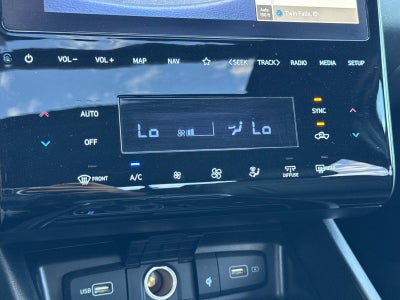 Auto
Twin Falls, ID
VOL − VOL + MAP NAV ☆ <SEEK TRACK> RADIO MEDIA SETUP
AUTO
SYNC
OFF
Lo Lo
FRONT A/C DIFFUSE
USB